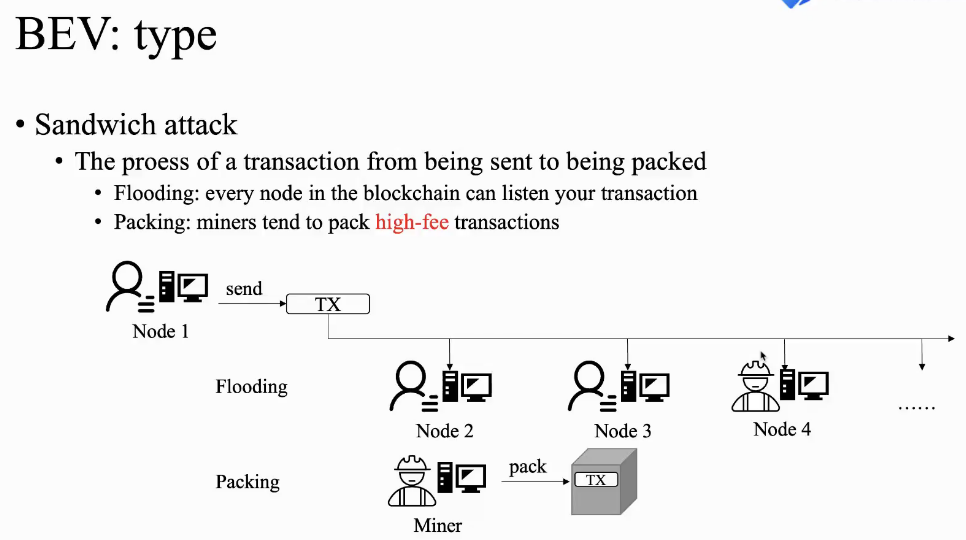 BEV: type
• Sandwich attack
• The proess of a transaction from being sent to being packed
• Flooding: every node in the blockchain can listen your transaction
• Packing: miners tend to pack high-fee transactions
send
TX
Node 1
Flooding
Node 2
Node 3
Node 4
......
Packing
pack
TX
Miner